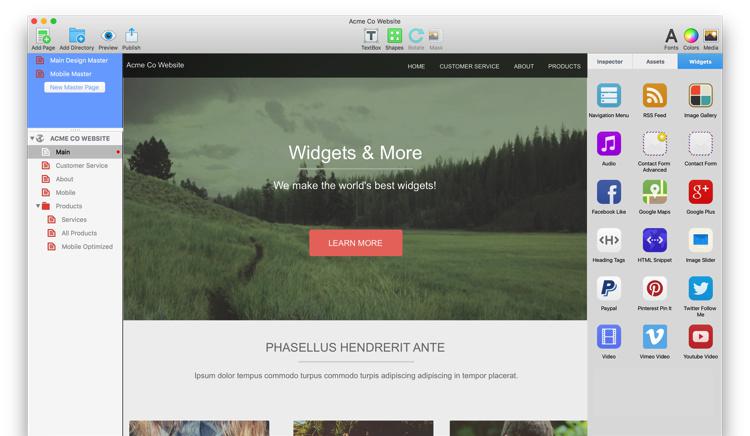 Acme Co Website
Add Page
Add Directory
Preview
Publish
TextBox
Shapes
Rotate
Mask
Fonts
Colors
Media
Main Design Master
Mobile Master
New Master Page
ACME CO WEBSITE
Main
Customer Service
About
Mobile
Products
Services
All Products
Mobile Optimized
Acme Co Website
HOME
CUSTOMER SERVICE
ABOUT
PRODUCTS
Widgets & More
We make the world's best widgets!
LEARN MORE
PHASELLUS HENDRERIT ANTE
Ipsum dolor tempus commodo turpus commodo turpis adipiscing adipiscing in tempor placerat.
Inspector
Assets
Widgets
Navigation Menu
RSS Feed
Image Gallery
Audio
Contact Form
Advanced
Contact Form
f
Facebook Like
Google Maps
g+
Google Plus
<H>
Heading Tags
HTML Snippet
Image Slider
Paypal
Pinterest Pin It
Twitter Follow
Me
Video
Vimeo Video
Youtube Video